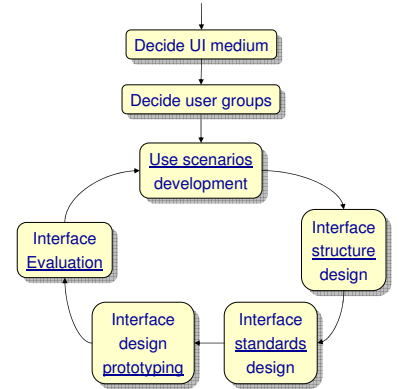 Decide UI medium
Decide user groups
Use scenarios
development
Interface
structure
design
Interface
standards
design
Interface
design
prototyping
Interface
Evaluation